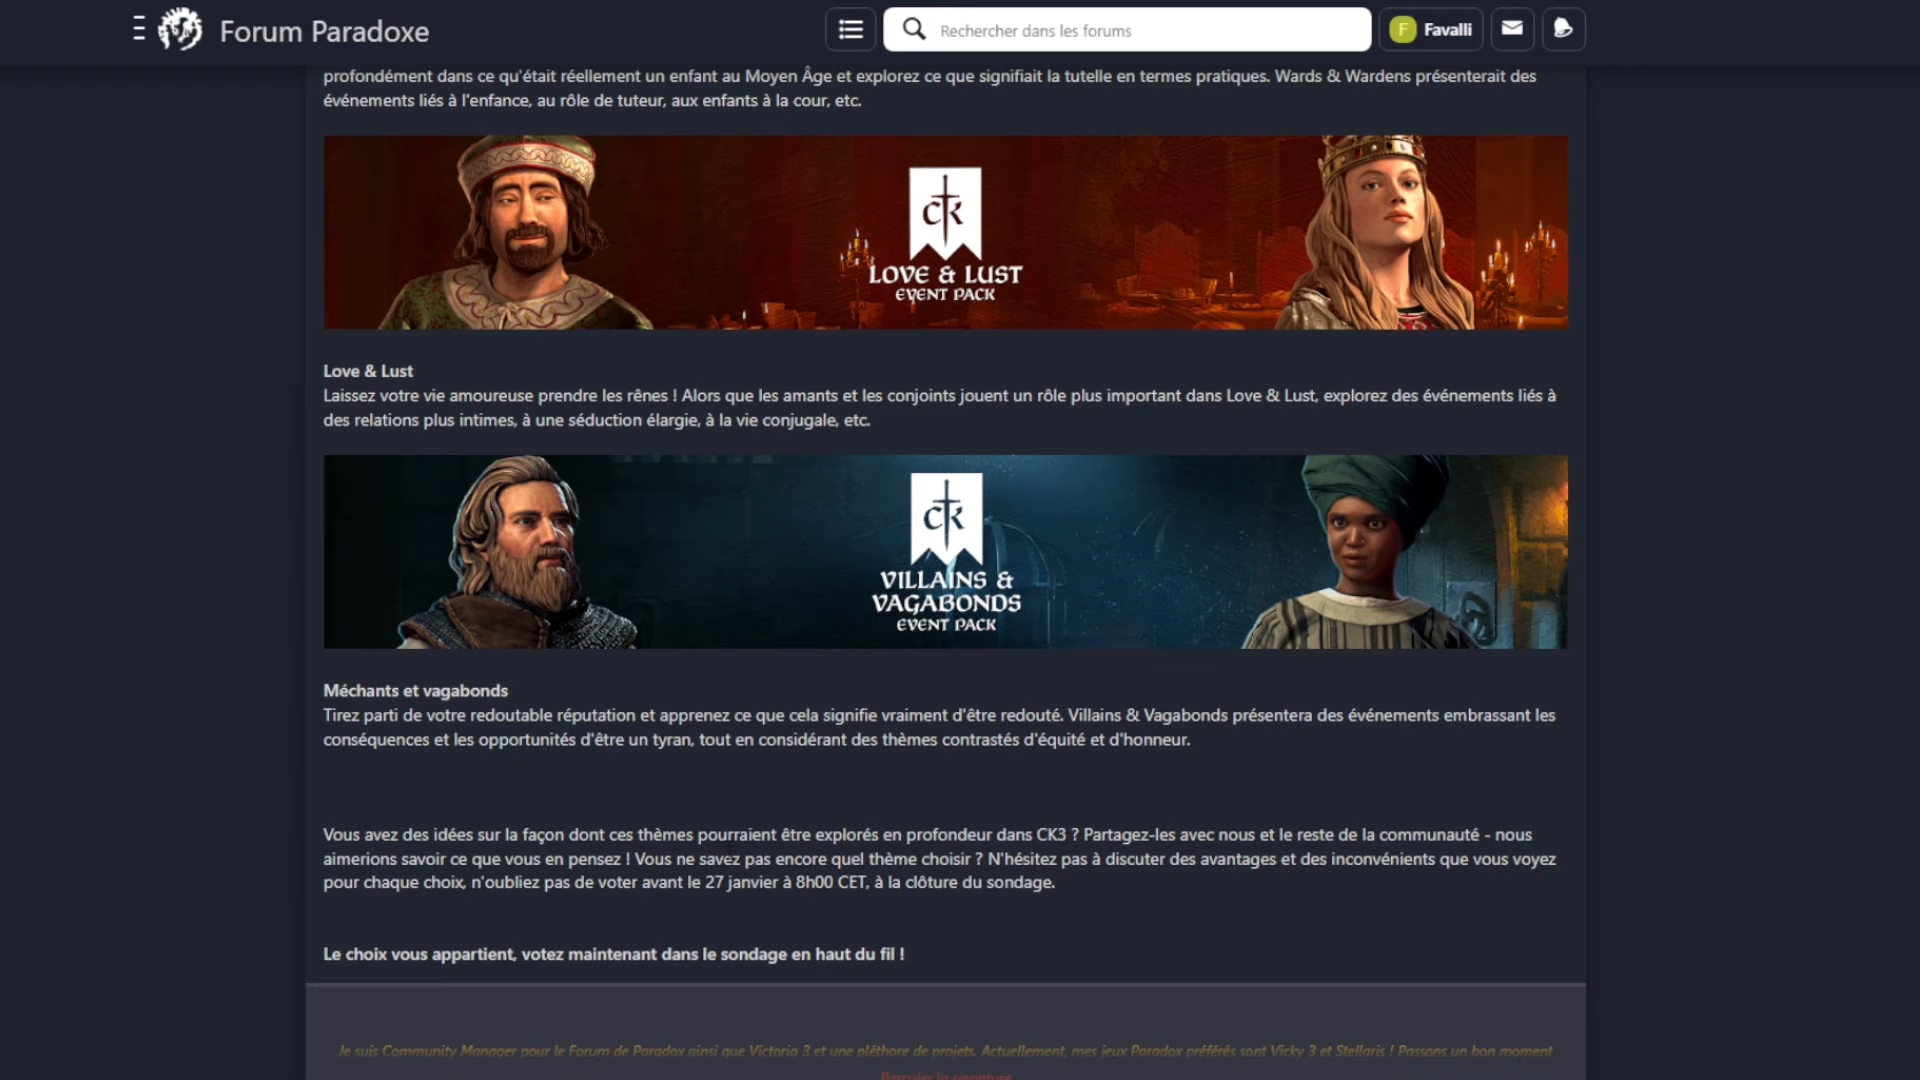 Forum Paradoxe
Rechercher dans les forums
F Favalli
profondément dans ce qu'était réellement un enfant au Moyen Âge et explorez ce que signifiait la tutelle en termes pratiques. Wards & Wardens présenterait des
événements liés à l'enfance, au rôle de tuteur, aux enfants à la cour, etc.
CK
LOVE & LUST
EVENT PACK
Love & Lust
Laissez votre vie amoureuse prendre les rênes ! Alors que les amants et les conjoints jouent un rôle plus important dans Love & Lust, explorez des événements liés à
des relations plus intimes, à une séduction élargie, à la vie conjugale, etc.
CK
VILLAINS &
VAGABONDS
EVENT PACK
Méchants et vagabonds
Tirez parti de votre redoutable réputation et apprenez ce que cela signifie vraiment d'être redouté. Villains & Vagabonds présentera des événements embrassant les
conséquences et les opportunités d'être un tyran, tout en considérant des thèmes contrastés d'équité et d'honneur.
Vous avez des idées sur la façon dont ces thèmes pourraient être explorés en profondeur dans CK3 ? Partagez-les avec nous et le reste de la communauté - nous
aimerions savoir ce que vous en pensez ! Vous ne savez pas encore quel thème choisir ? N'hésitez pas à discuter des avantages et des inconvénients que vous voyez
pour chaque choix, n'oubliez pas de voter avant le 27 janvier à 8h00 CET, à la clôture du sondage.
Le choix vous appartient, votez maintenant dans le sondage en haut du fil !
Je suis Community Manager pour le Forum de Paradox ainsi que Victoria 3 et une pléthore de projets. Actuellement, mes jeux Paradox préférés sont Vicky 3 et Stellaris ! Passons un bon moment
Basculer la signature